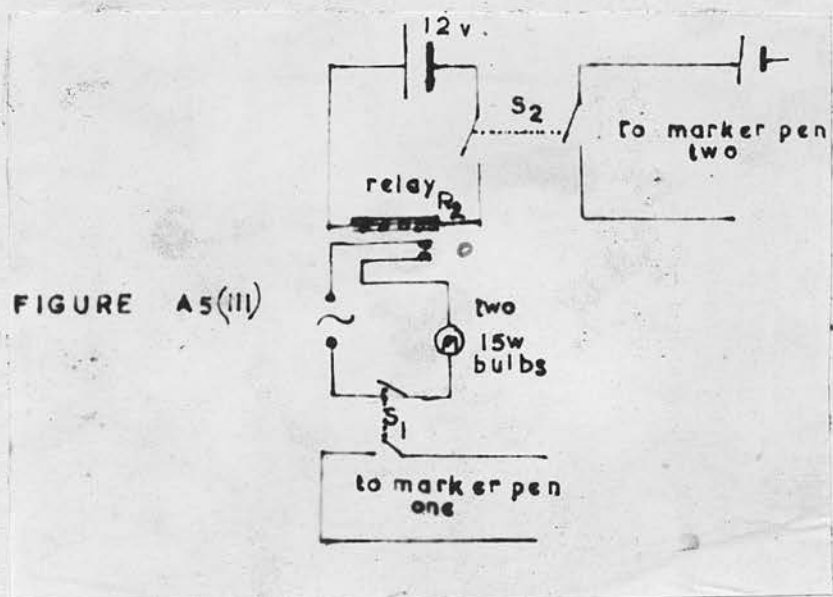 12 v.
S2
to marker pen
two
relay
R2
FIGURE A5(III)
two
15w
bulbs
S1
to marker pen
one